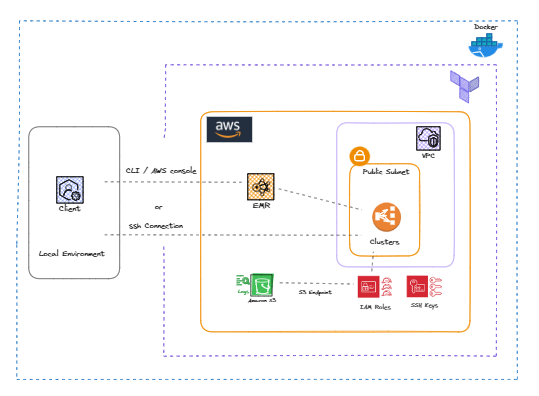 Docker
aws
VPC
Public Subnet
CLI / AWS console
Client
EMR
or
Clusters
SSh Connection
Local Environment
Logs
Amazon S3
S3 Endpoint
IAM Roles
SSH Keys